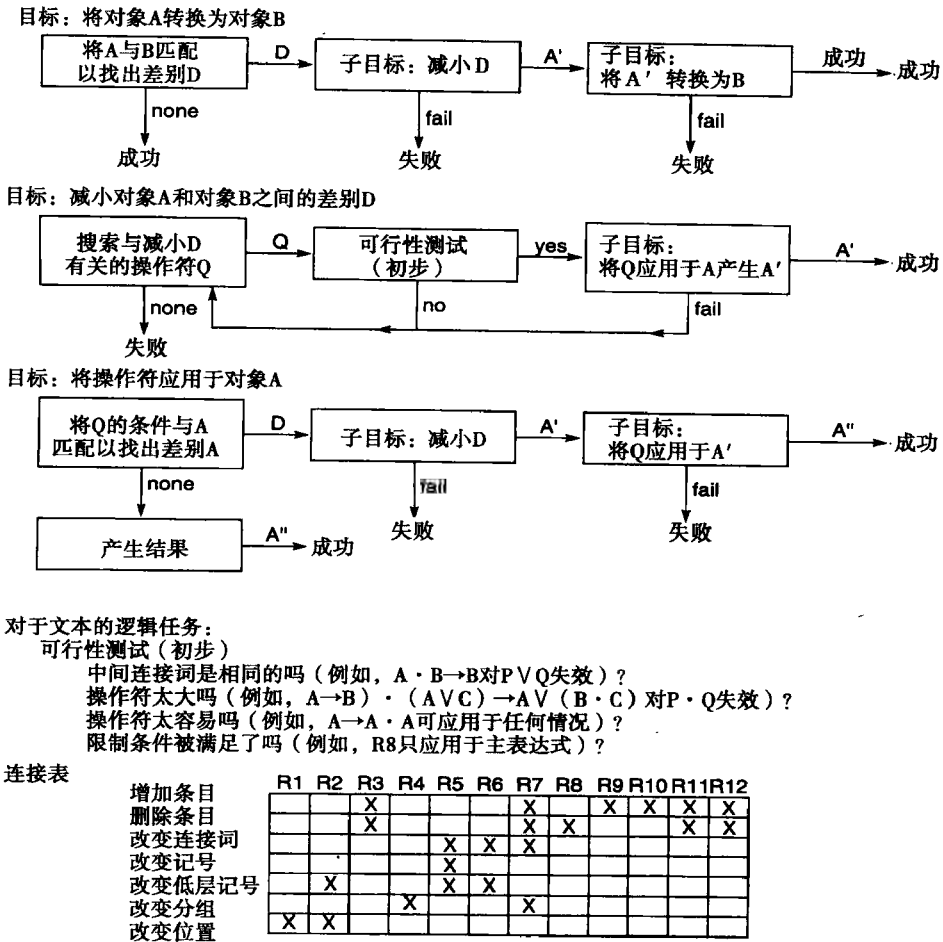 目标：将对象A转换为对象B
将A与B匹配
以找出差别D
D
子目标：减小D
A'
子目标：
将A′转换为B
成功
成功
none
成功
fail
失败
fail
失败
目标：减小对象A和对象B之间的差别D
搜索与减小D
有关的操作符Q
Q
可行性测试
（初步）
yes
子目标：
将Q应用于A产生A′
A'
成功
none
失败
no
fail
目标：将操作符应用于对象A
将Q的条件与A
匹配以找出差别A
D
子目标：减小D
A'
子目标：
将Q应用于A′
A"
成功
none
fail
失败
fail
失败
产生结果
A"
成功
对于文本的逻辑任务：
可行性测试（初步）
中间连接词是相同的吗（例如，A·B→B对P∨Q失效）？
操作符太大吗（例如，A→B）·（A∨C）→A∨（B·C）对P·Q失效）？
操作符太容易吗（例如，A→A·A可应用于任何情况）？
限制条件被满足了吗（例如，R8只应用于主表达式）？
连接表
R1 R2 R3 R4 R5 R6 R7 R8 R9 R10 R11 R12
增加条目 X X X X X X
删除条目 X X X X X
改变连接词 X X X
改变记号 X
改变低层记号 X X X
改变分组 X X
改变位置 X X